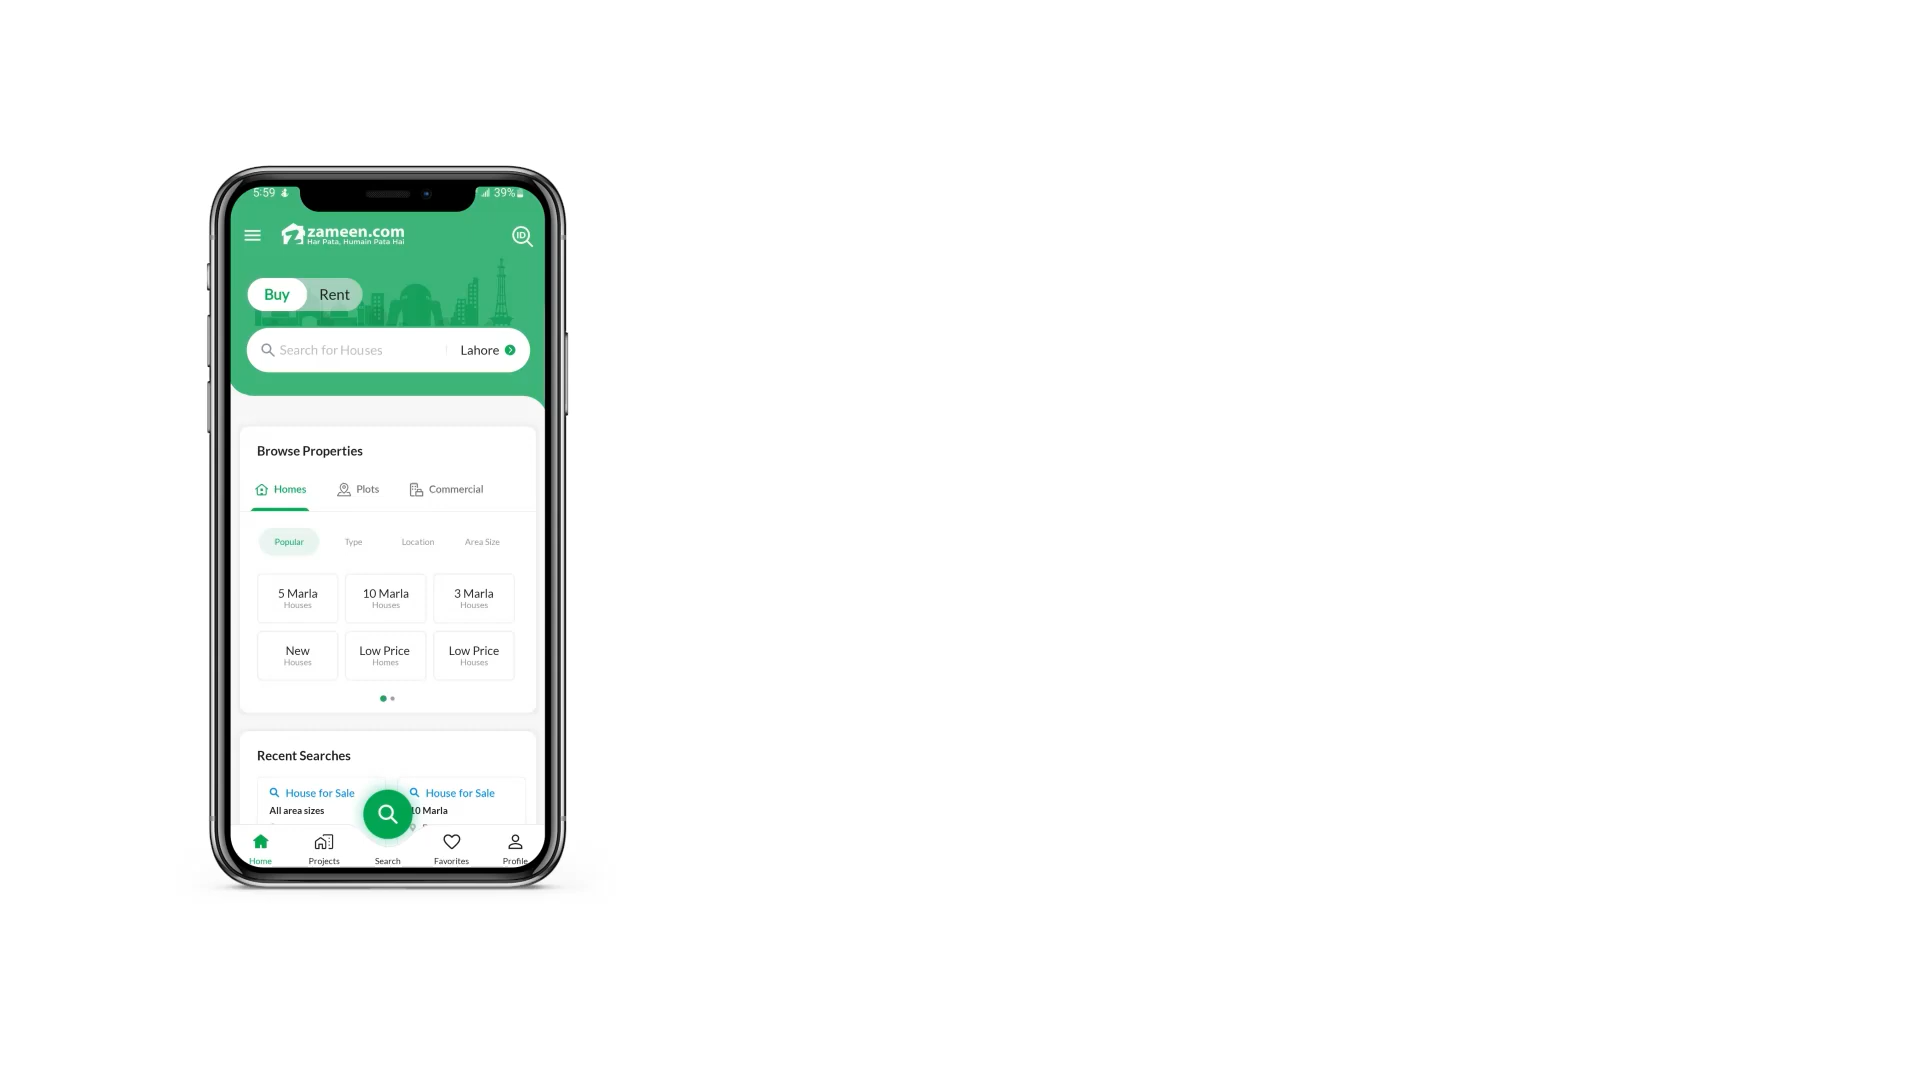 5:59
39%
zameen.com
Har Pata, Humain Pata Hai
ID
Buy Rent
Search for Houses Lahore
Browse Properties
Homes Plots Commercial
Popular Type Location Area Size
5 Marla 10 Marla 3 Marla
Houses Houses Houses
New Low Price Low Price
Houses Homes Houses
Recent Searches
House for Sale House for Sale
All area sizes 10 Marla
Home Projects Search Favorites Profile